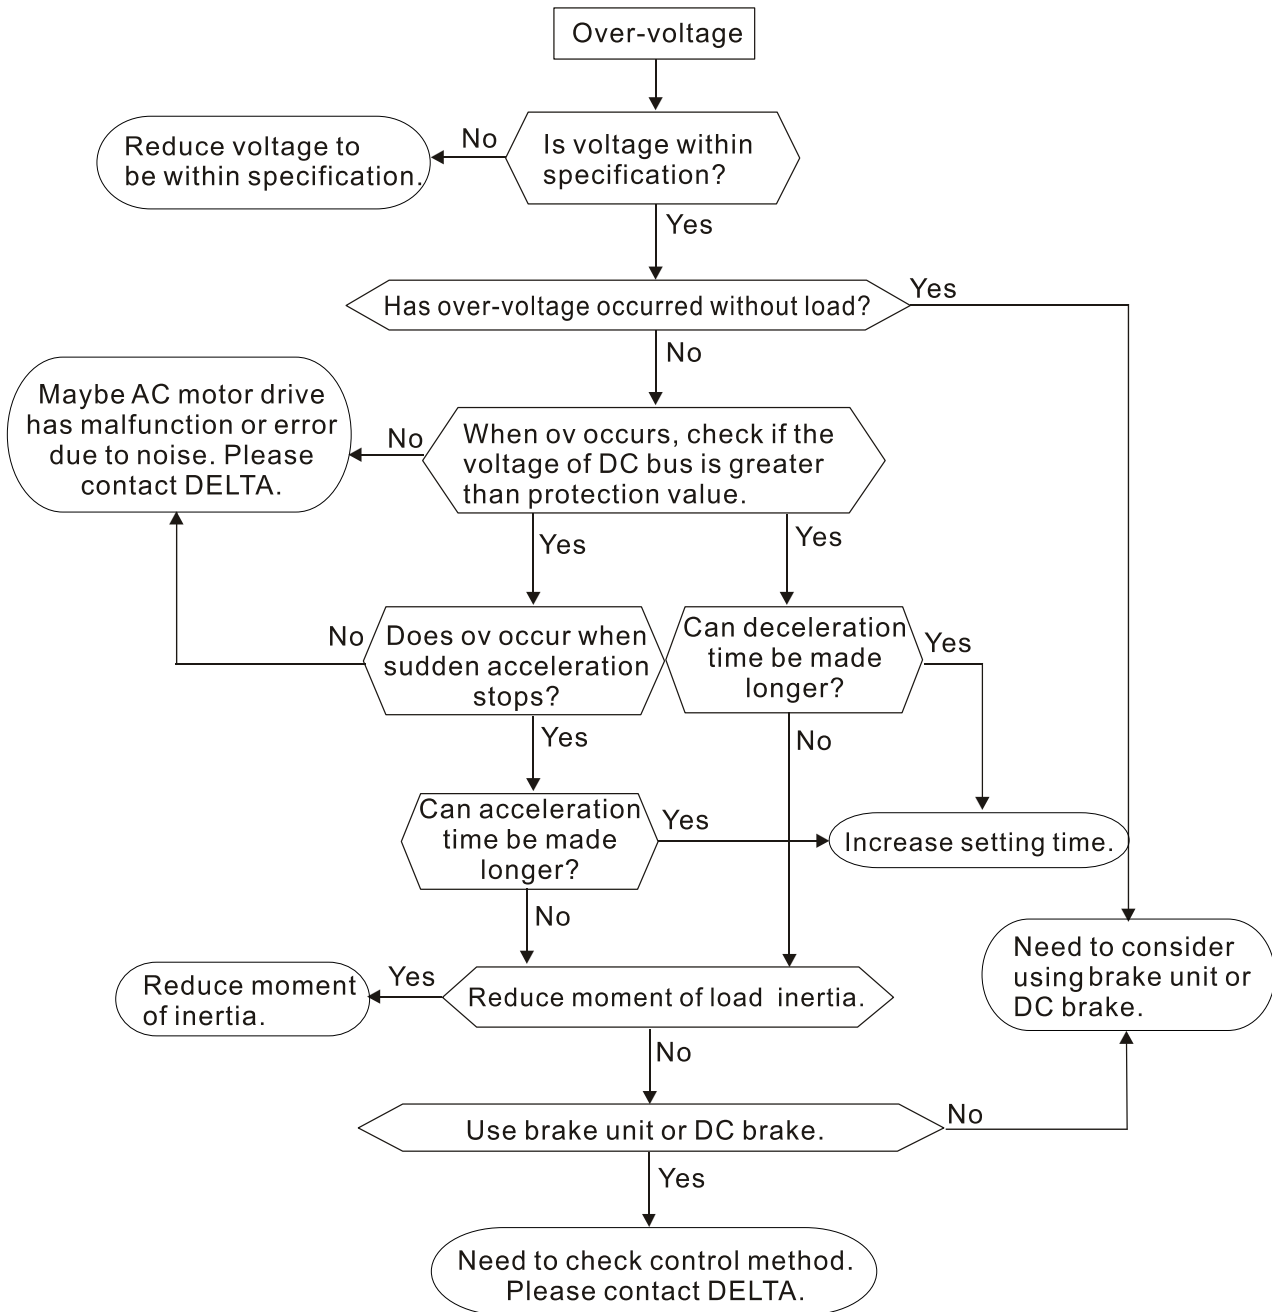 Over-voltage
No
Is voltage within
specification?
Reduce voltage to
be within specification.
Yes
Has over-voltage occurred without load?
Yes
No
Maybe AC motor drive
has malfunction or error
due to noise. Please
contact DELTA.
No
When ov occurs, check if the
voltage of DC bus is greater
than protection value.
Yes
Yes
No
Does ov occur when
sudden acceleration
stops?
Can deceleration
time be made
longer?
Yes
Yes
No
Can acceleration
time be made
longer?
Yes
Increase setting time.
No
Need to consider
using brake unit or
DC brake.
Reduce moment
of inertia.
Yes
Reduce moment of load inertia.
No
Use brake unit or DC brake.
No
Yes
Need to check control method.
Please contact DELTA.